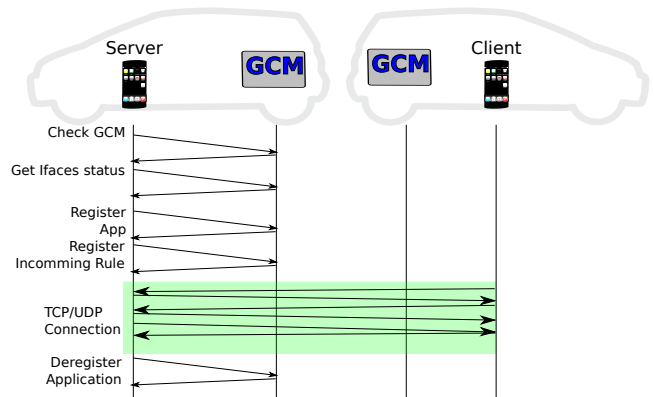 Server
Client
GCM
GCM
Check GCM
Get Ifaces status
Register
App
Register
Incomming Rule
TCP/UDP
Connection
Deregister
Application